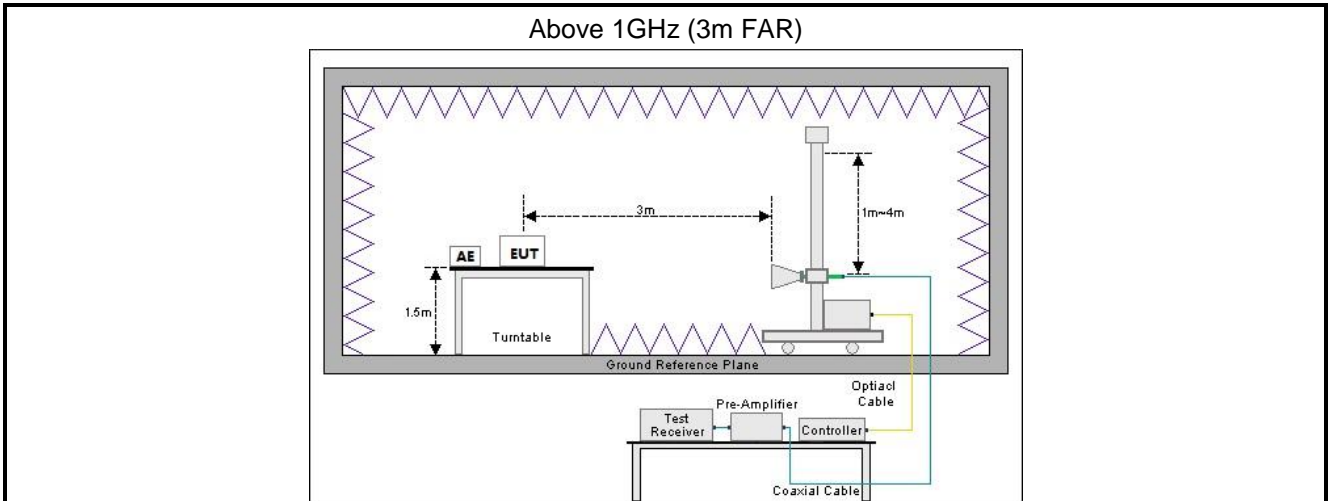 Above 1GHz (3m FAR)
3m
1m~4m
AE
EUT
1.5m
Turntable
Ground Reference Plane
Optiacl
Cable
Pre-Amplifier
Test
Receiver
Controller
Coaxial Cable